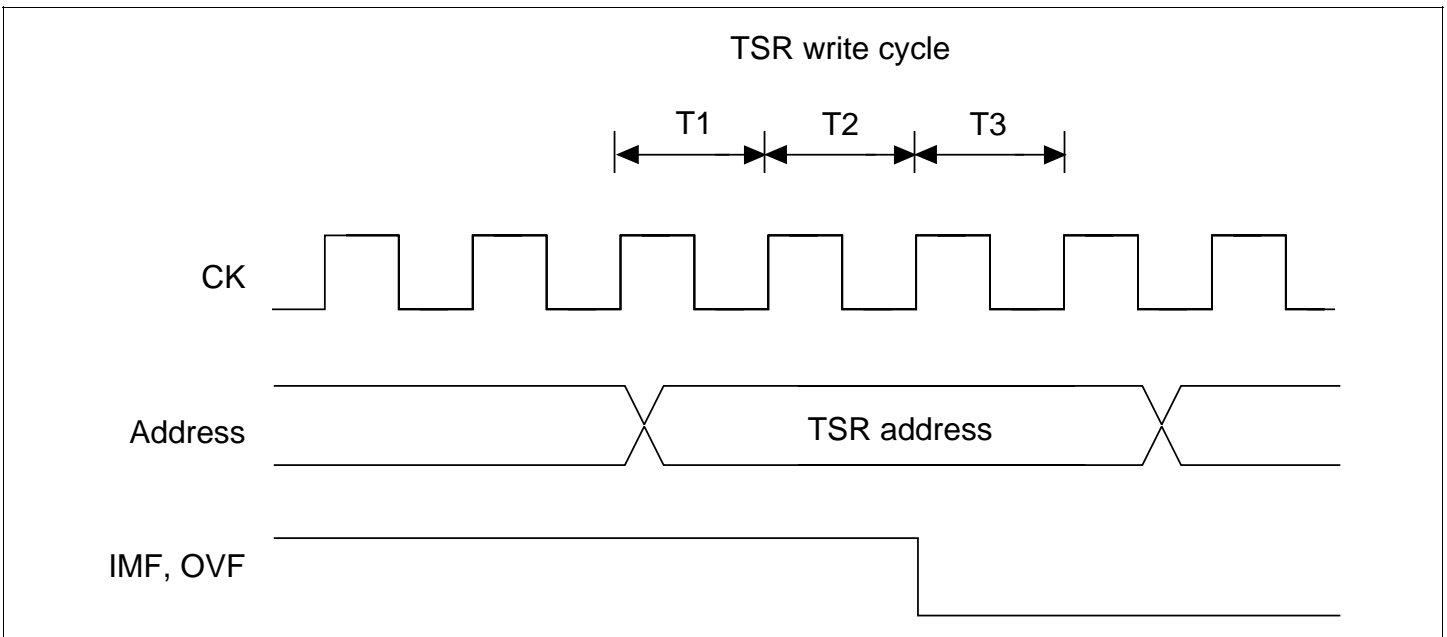 TSR write cycle
T1 T2 T3
CK
Address TSR address
IMF, OVF